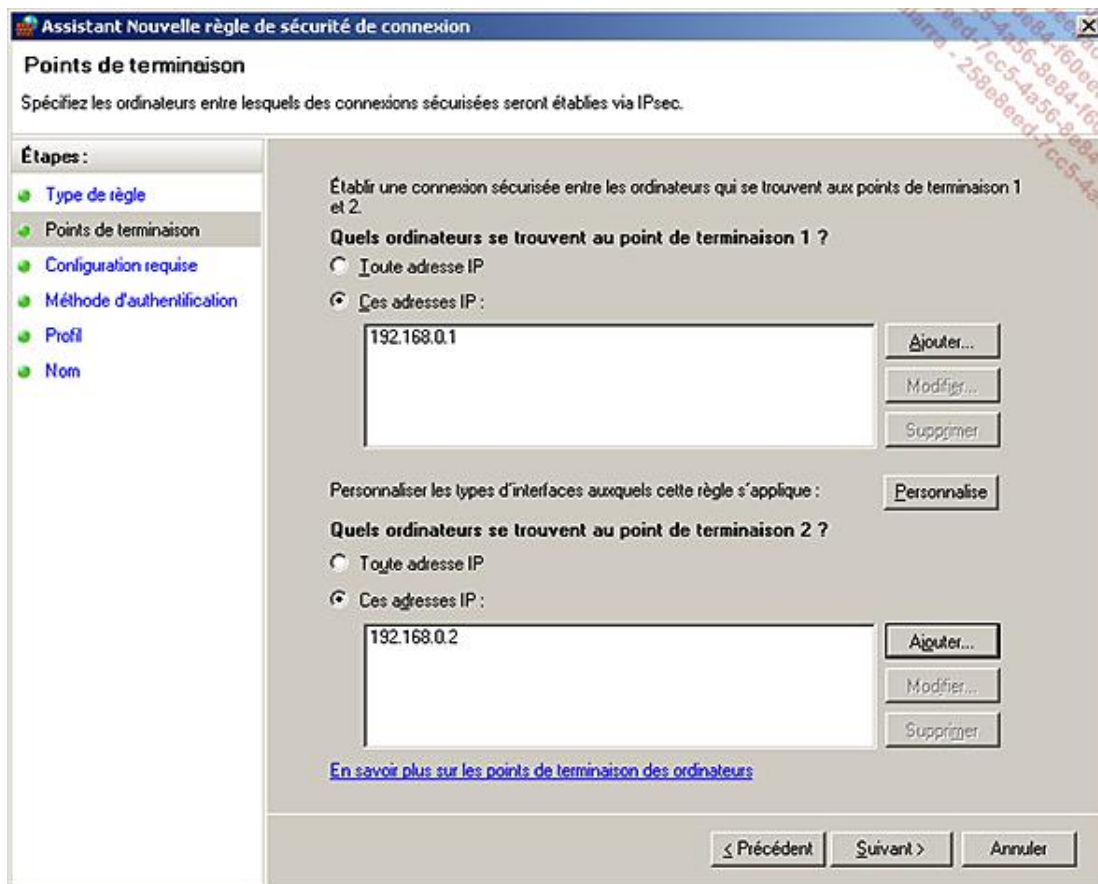 Assistant Nouvelle règle de sécurité de connexion
Points de terminaison
Spécifiez les ordinateurs entre lesquels des connexions sécurisées seront établies via IPsec.
Étapes :
Type de règle
Points de terminaison
Configuration requise
Méthode d'authentification
Profil
Nom
Établir une connexion sécurisée entre les ordinateurs qui se trouvent aux points de terminaison 1
et 2.
Quels ordinateurs se trouvent au point de terminaison 1 ?
Toute adresse IP
Ces adresses IP :
192.168.0.1
Ajouter...
Modifier...
Supprimer
Personnaliser les types d'interfaces auxquels cette règle s'applique :
Personnalise
Quels ordinateurs se trouvent au point de terminaison 2 ?
Toute adresse IP
Ces adresses IP :
192.168.0.2
Ajouter...
Modifier...
Supprimer
En savoir plus sur les points de terminaison des ordinateurs
< Précédent
Suivant >
Annuler